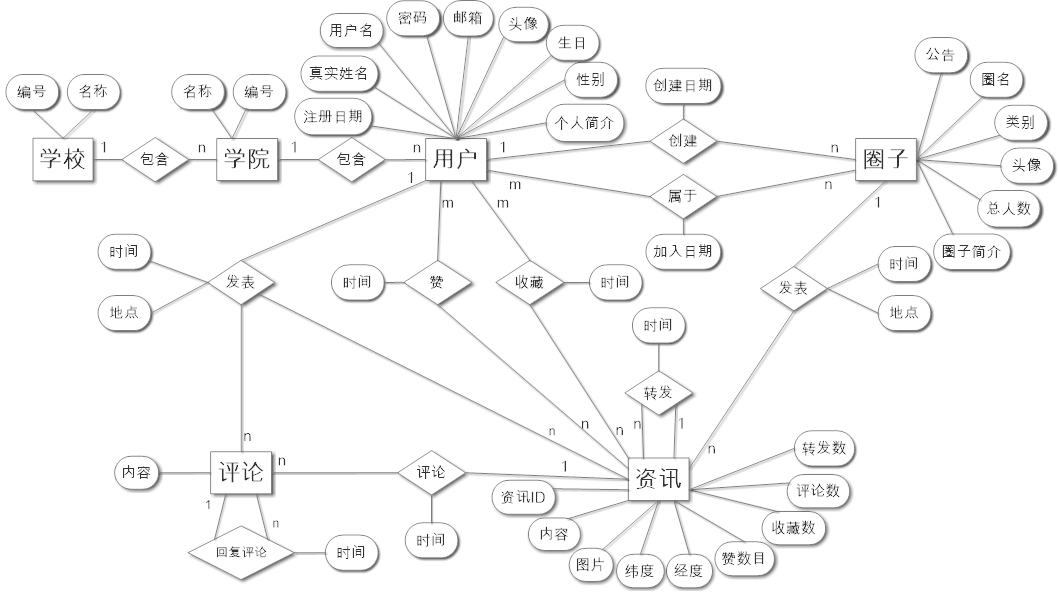 用户名
密码
邮箱
头像
生日
性别
个人简介
真实姓名
注册日期
编号
名称
名称
编号
学校
1
包含
n
学院
1
包含
n
用户
1
创建日期
创建
n
圈子
公告
圈名
类别
头像
总人数
圈子简介
m
属于
n
加入日期
1
m
m
1
时间
地点
发表
时间
赞
收藏
时间
发表
时间
地点
时间
转发
n
1
n
n
n
n
n
内容
评论
n
评论
1
时间
资讯
1
n
回复评论
时间
资讯ID
内容
图片
纬度
经度
赞数目
收藏数
评论数
转发数